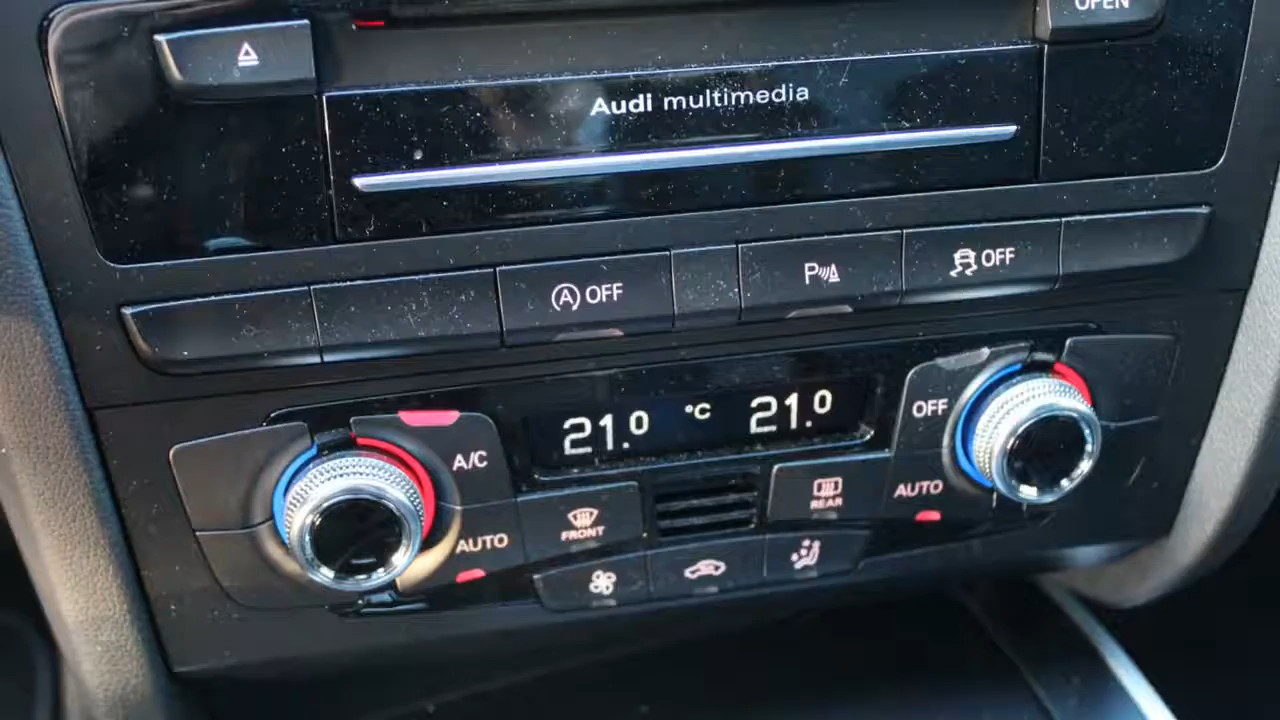 OPEN
Audi multimedia
A OFF
P
OFF
21.0 °C 21.0
OFF
A/C
AUTO
FRONT
REAR
AUTO